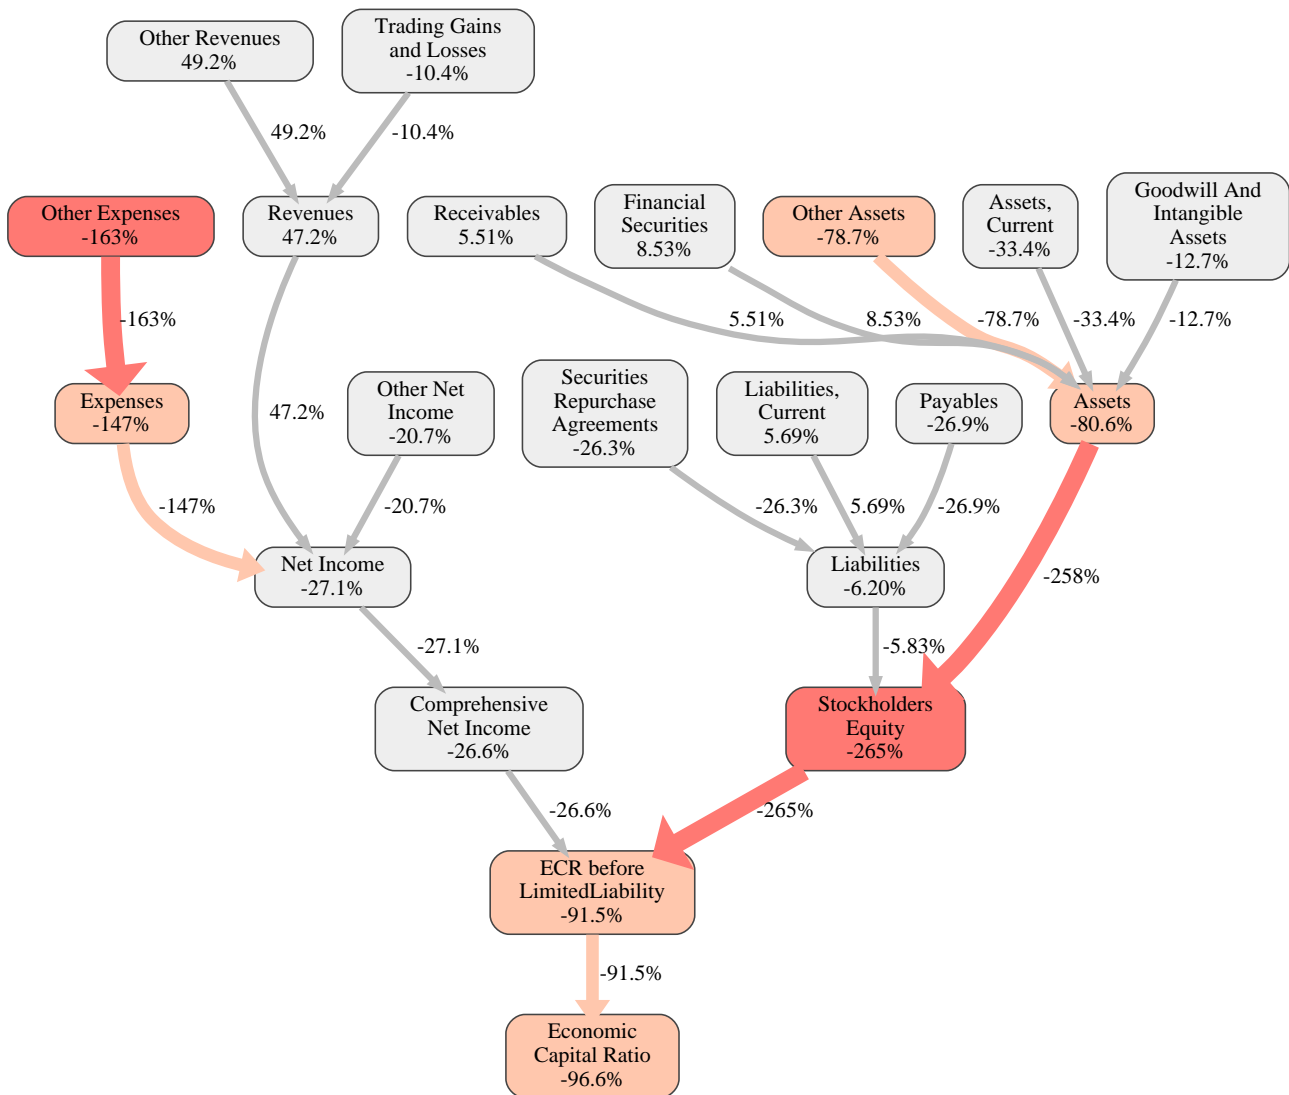 Other Revenues
49.2%
Trading Gains
and Losses
-10.4%
49.2%
-10.4%
Other Expenses
-163%
Revenues
47.2%
Receivables
5.51%
Financial
Securities
8.53%
Other Assets
-78.7%
Assets,
Current
-33.4%
Goodwill And
Intangible
Assets
-12.7%
-163%
5.51%
8.53%
-78.7%
-33.4%
-12.7%
Expenses
-147%
47.2%
Other Net
Income
-20.7%
Securities
Repurchase
Agreements
-26.3%
Liabilities,
Current
5.69%
Payables
-26.9%
Assets
-80.6%
-147%
-20.7%
-26.3%
5.69%
-26.9%
Net Income
-27.1%
Liabilities
-6.20%
-258%
-27.1%
-5.83%
Comprehensive
Net Income
-26.6%
Stockholders
Equity
-265%
-26.6%
-265%
ECR before
LimitedLiability
-91.5%
-91.5%
Economic
Capital Ratio
-96.6%